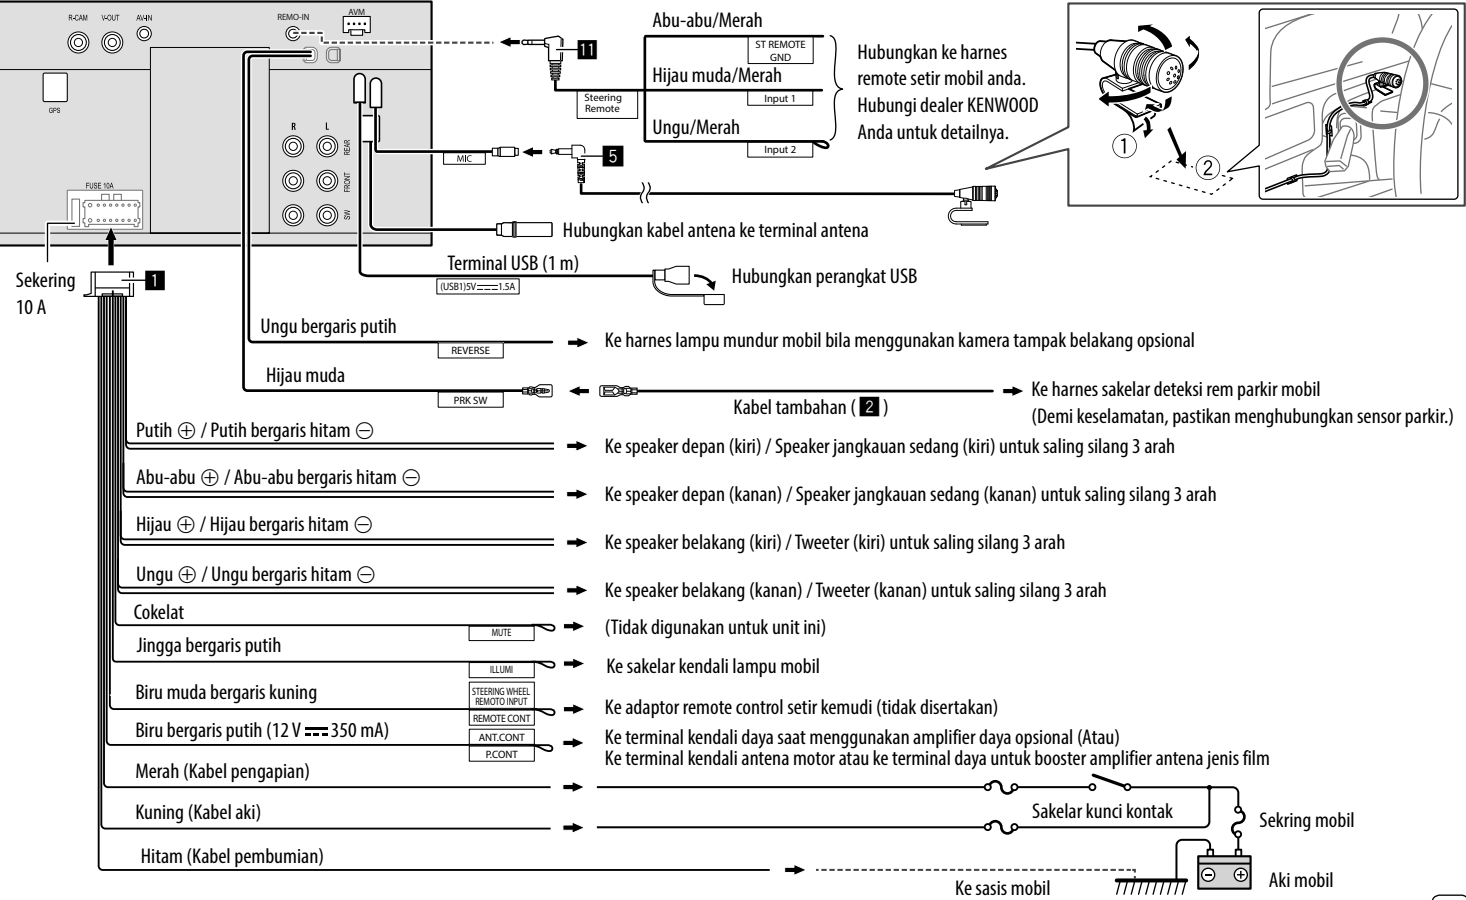 R-CAM V-OUT AV-IN
REMO-IN
AVM
GPS
R L
REAR
FRONT
SW
FUSE 10A
Sekering
10 A
1
11
Steering
Remote
Abu-abu/Merah
ST REMOTE
GND
Hijau muda/Merah
Input 1
Ungu/Merah
Input 2
Hubungkan ke harnes
remote setir mobil anda.
Hubungi dealer KENWOOD
Anda untuk detailnya.
1
2
MIC
5
Hubungkan kabel antena ke terminal antena
Terminal USB (1 m)
(USB1)5V⎓1.5A
Hubungkan perangkat USB
Ungu bergaris putih
REVERSE
Ke harnes lampu mundur mobil bila menggunakan kamera tampak belakang opsional
Hijau muda
PRK SW
Kabel tambahan ( 2 )
Ke harnes sakelar deteksi rem parkir mobil
(Demi keselamatan, pastikan menghubungkan sensor parkir.)
Putih ⊕ / Putih bergaris hitam ⊖
Ke speaker depan (kiri) / Speaker jangkauan sedang (kiri) untuk saling silang 3 arah
Abu-abu ⊕ / Abu-abu bergaris hitam ⊖
Ke speaker depan (kanan) / Speaker jangkauan sedang (kanan) untuk saling silang 3 arah
Hijau ⊕ / Hijau bergaris hitam ⊖
Ke speaker belakang (kiri) / Tweeter (kiri) untuk saling silang 3 arah
Ungu ⊕ / Ungu bergaris hitam ⊖
Ke speaker belakang (kanan) / Tweeter (kanan) untuk saling silang 3 arah
Cokelat
MUTE
(Tidak digunakan untuk unit ini)
Jingga bergaris putih
ILLUMI
Ke sakelar kendali lampu mobil
Biru muda bergaris kuning
STEERING WHEEL
REMOTO INPUT
REMOTE CONT
Ke adaptor remote control setir kemudi (tidak disertakan)
Biru bergaris putih (12 V ⎓ 350 mA)
ANT.CONT
P.CONT
Ke terminal kendali daya saat menggunakan amplifier daya opsional (Atau)
Ke terminal kendali antena motor atau ke terminal daya untuk booster amplifier antena jenis film
Merah (Kabel pengapian)
Sakelar kunci kontak
Kuning (Kabel aki)
Sekring mobil
Hitam (Kabel pembumian)
Ke sasis mobil
Aki mobil